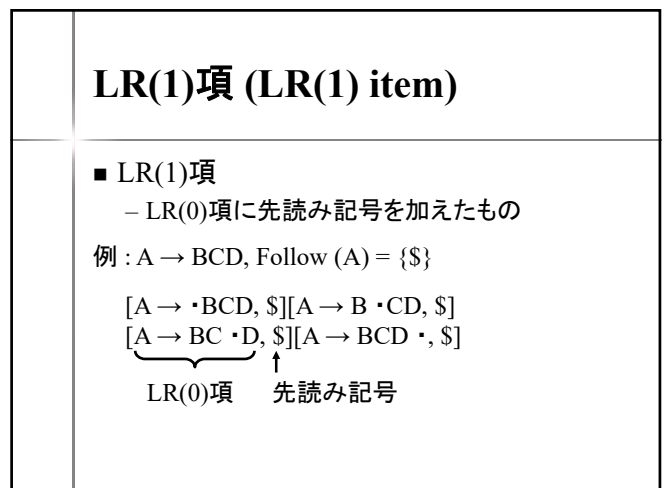 LR(1)項 (LR(1) item)
■ LR(1)項
– LR(0)項に先読み記号を加えたもの
例 : A → BCD, Follow (A) = {$}
[A → ・BCD, $][A → B ・CD, $]
[A → BC ・D, $][A → BCD ・, $]
LR(0)項 先読み記号